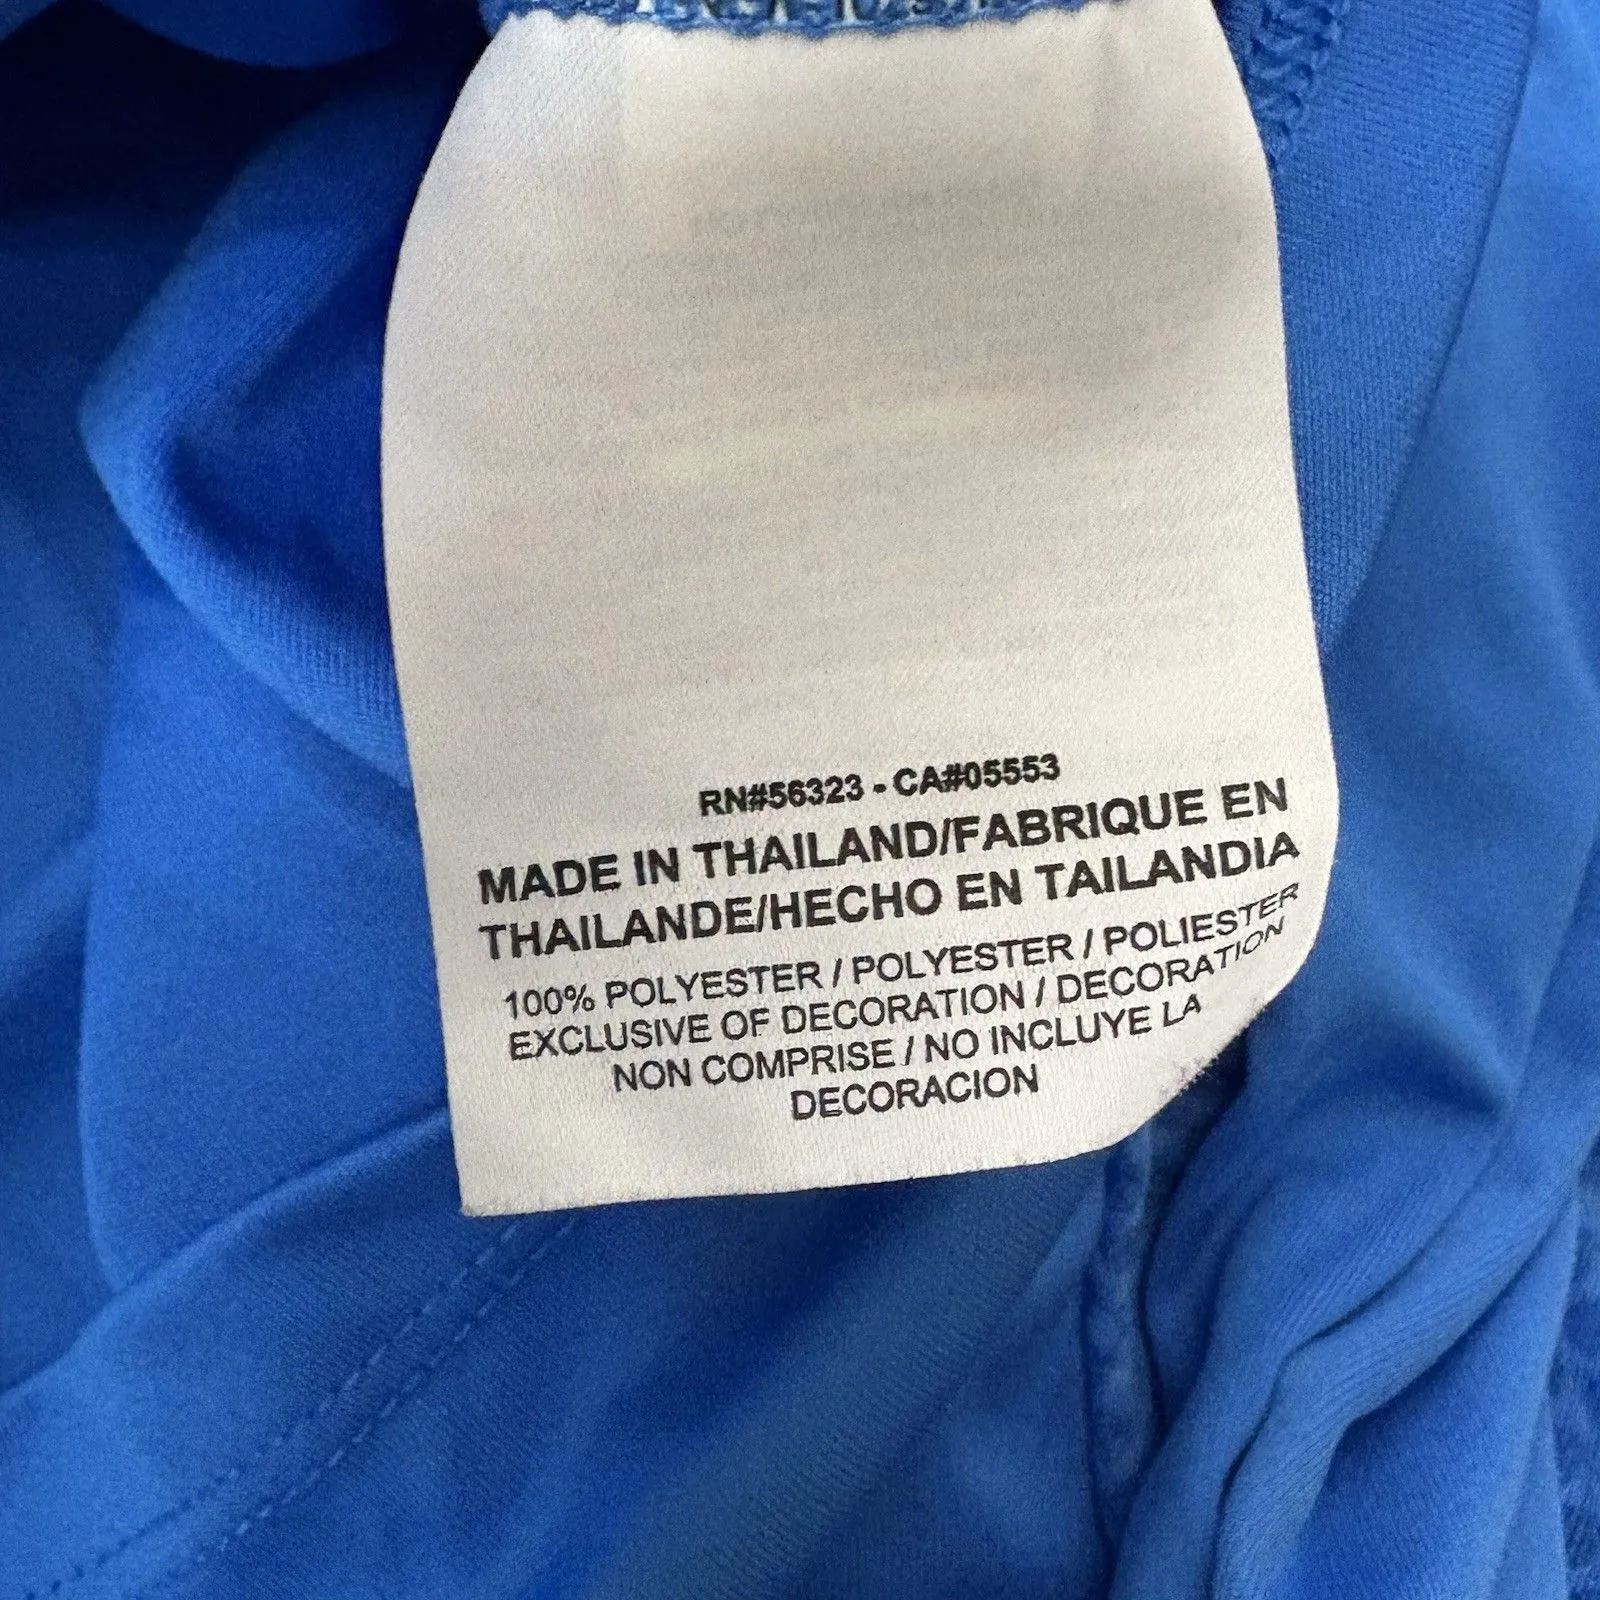 RN#56323 - CA#05553
MADE IN THAILAND/FABRIQUE EN
THAILANDE/HECHO EN TAILANDIA
100% POLYESTER / POLYESTER / POLIESTER
EXCLUSIVE OF DECORATION / DECORATION
NON COMPRISE / NO INCLUYE LA
DECORACION